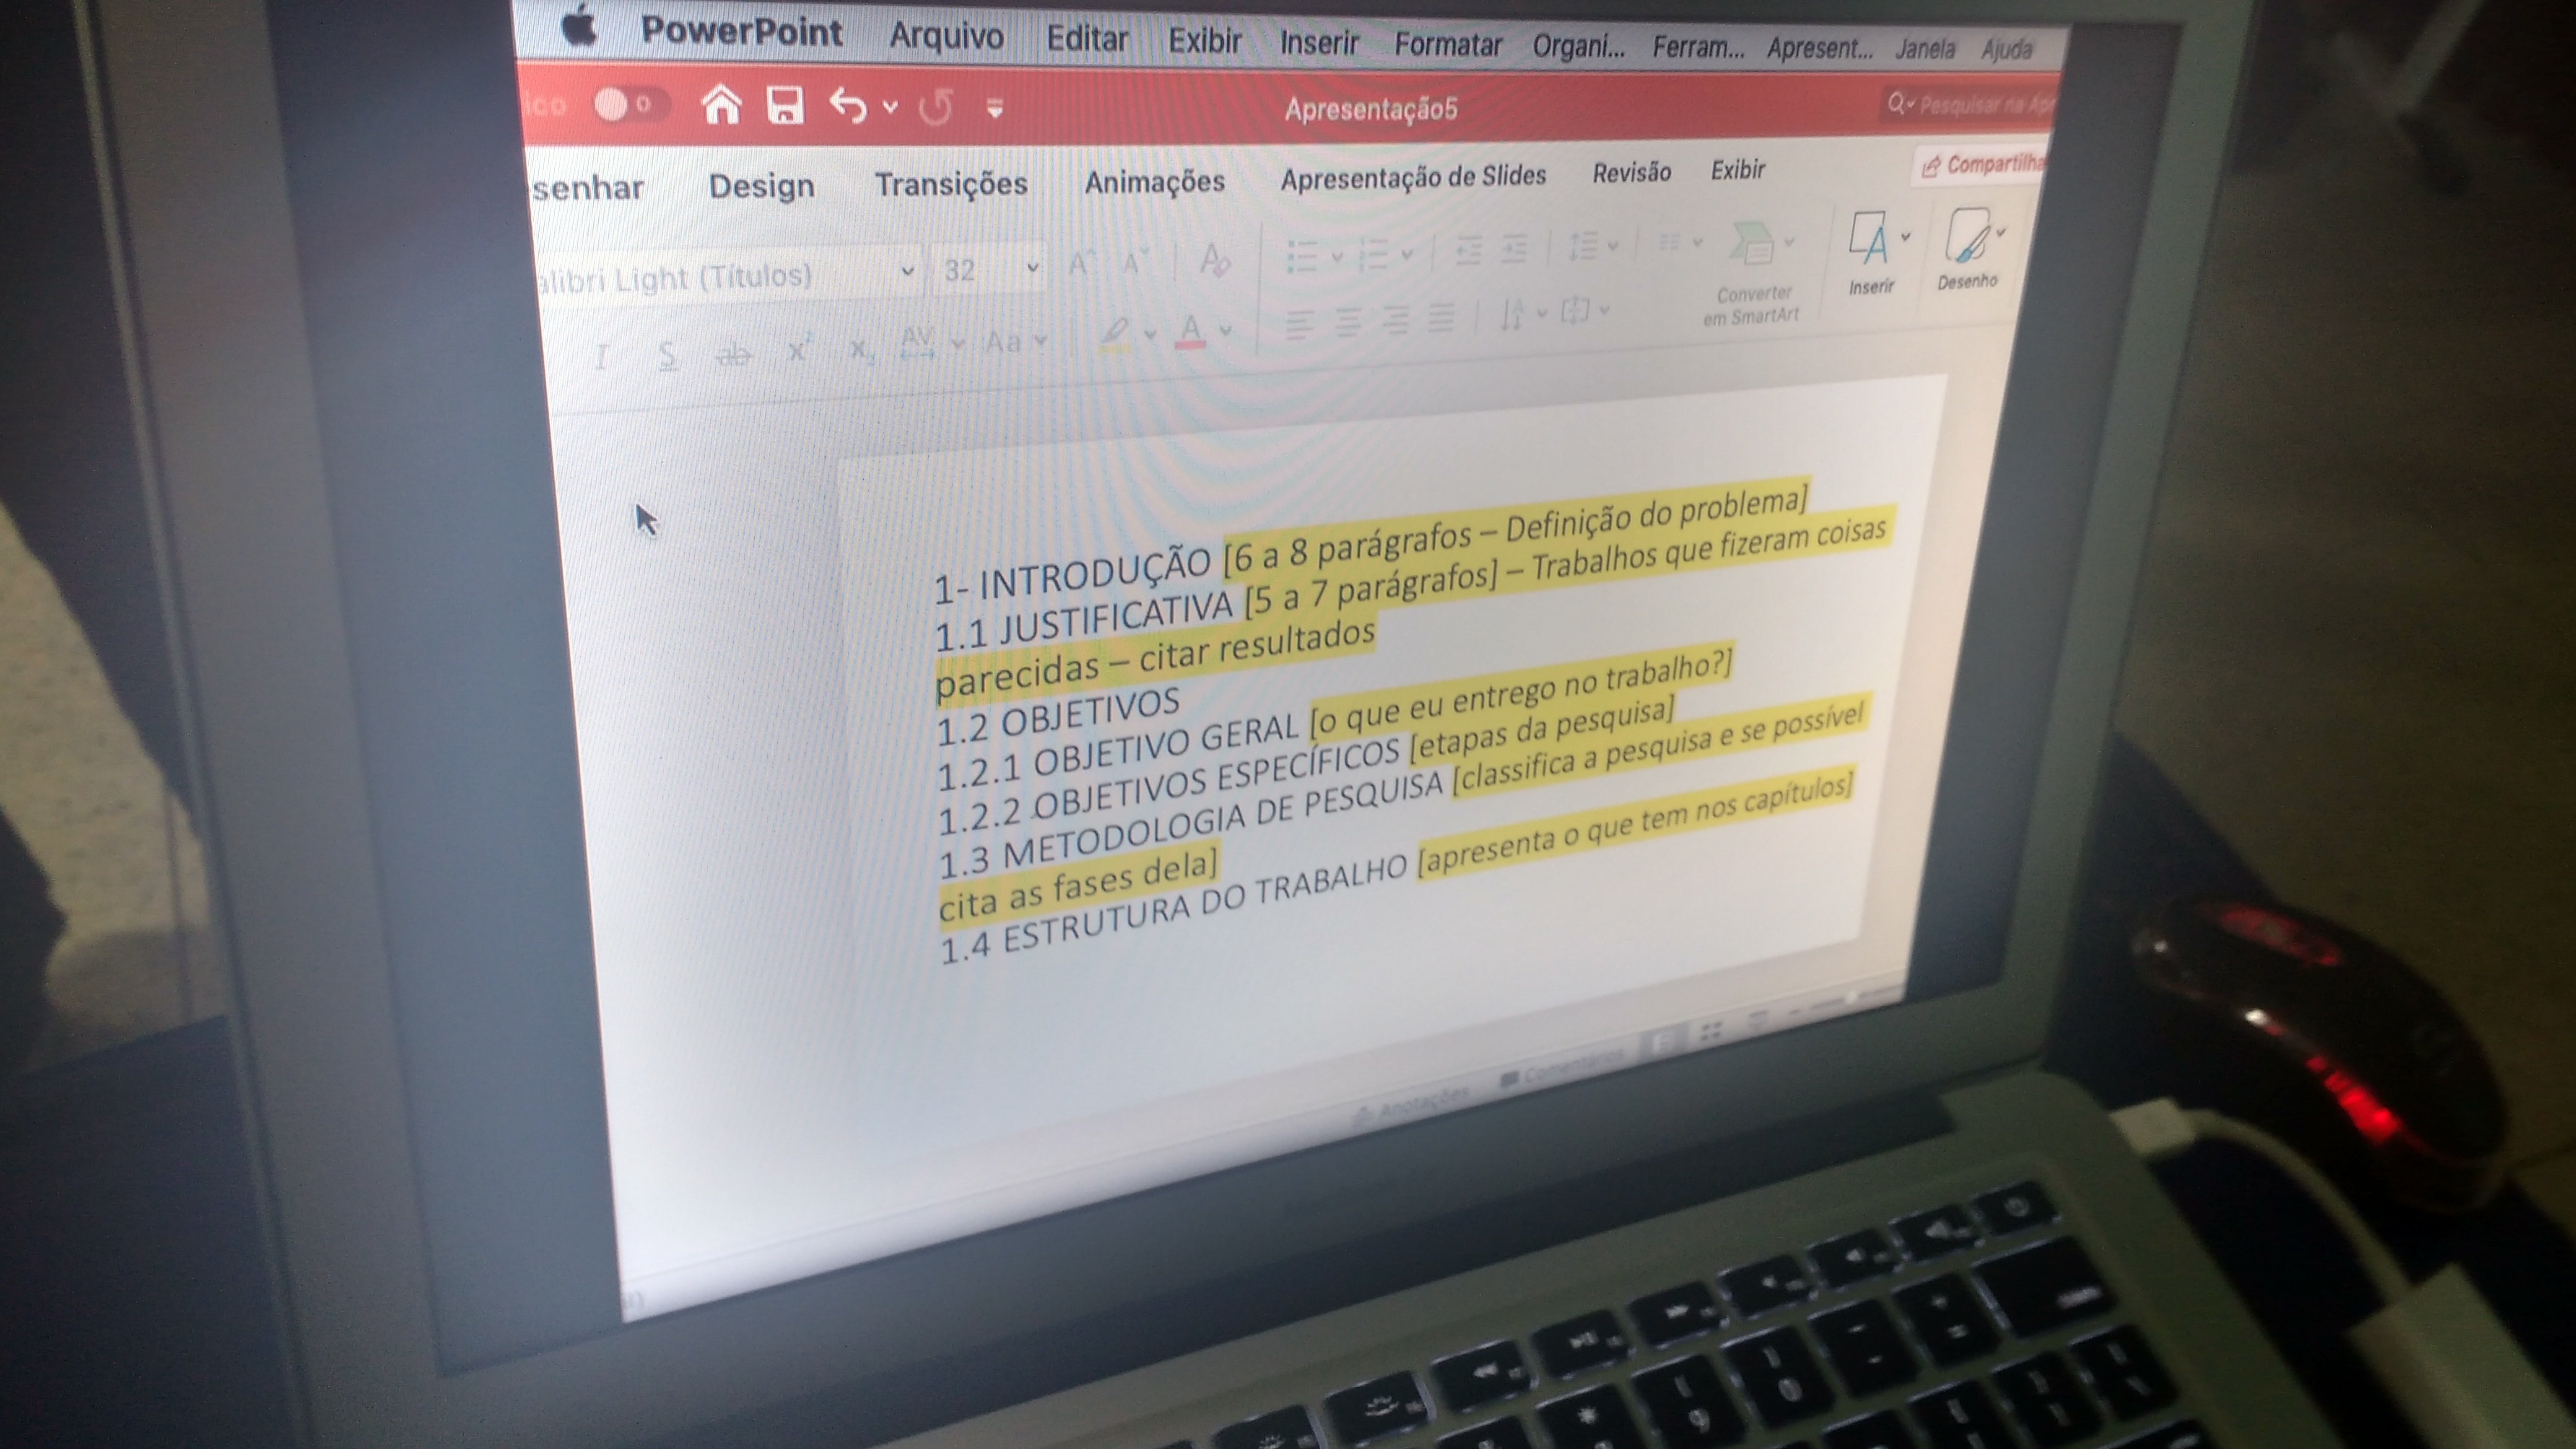 PowerPoint Arquivo Editar Exibir Inserir Formatar Organi... Ferram... Apresent... Janela Ajuda
Apresentação5
Pesquisar na Apr
senhar Design Transições Animações Apresentação de Slides Revisão Exibir
Compartilha
alibri Light (Títulos) 32
Converter
em SmartArt
Inserir
Desenho
1- INTRODUÇÃO [6 a 8 parágrafos – Definição do problema]
1.1 JUSTIFICATIVA [5 a 7 parágrafos] – Trabalhos que fizeram coisas
parecidas – citar resultados
1.2 OBJETIVOS
1.2.1 OBJETIVO GERAL [o que eu entrego no trabalho?]
1.2.2 OBJETIVOS ESPECÍFICOS [etapas da pesquisa]
1.3 METODOLOGIA DE PESQUISA [classifica a pesquisa e se possível
cita as fases dela]
1.4 ESTRUTURA DO TRABALHO [apresenta o que tem nos capítulos]
Anotações Comentários